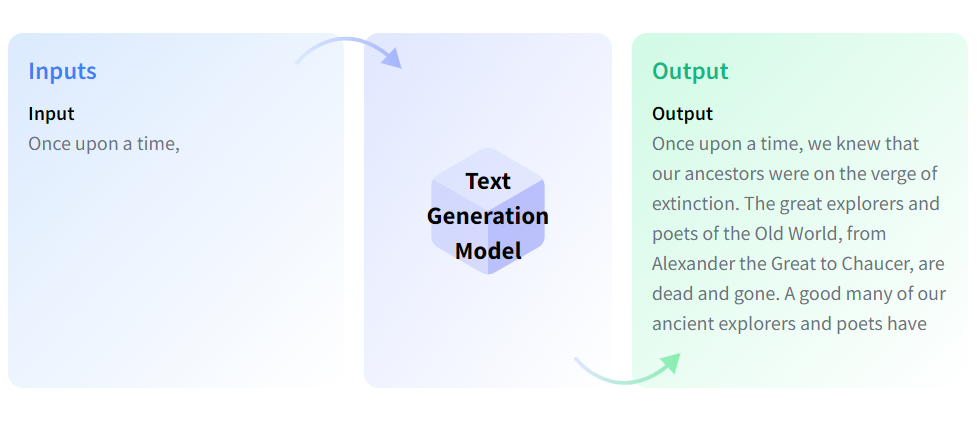 Inputs
Input
Once upon a time,
Text
Generation
Model
Output
Output
Once upon a time, we knew that
our ancestors were on the verge of
extinction. The great explorers and
poets of the Old World, from
Alexander the Great to Chaucer, are
dead and gone. A good many of our
ancient explorers and poets have